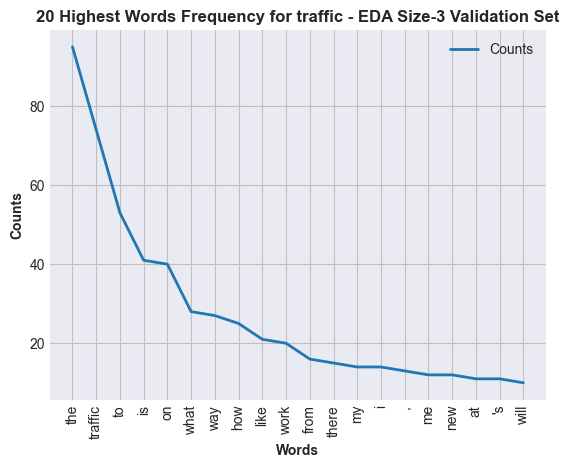 20 Highest Words Frequency for traffic - EDA Size-3 Validation Set
Counts
Counts
80
60
40
20
the
traffic
to
is
on
what
way
how
like
work
from
there
my
i
,
me
new
at
's
will
Words